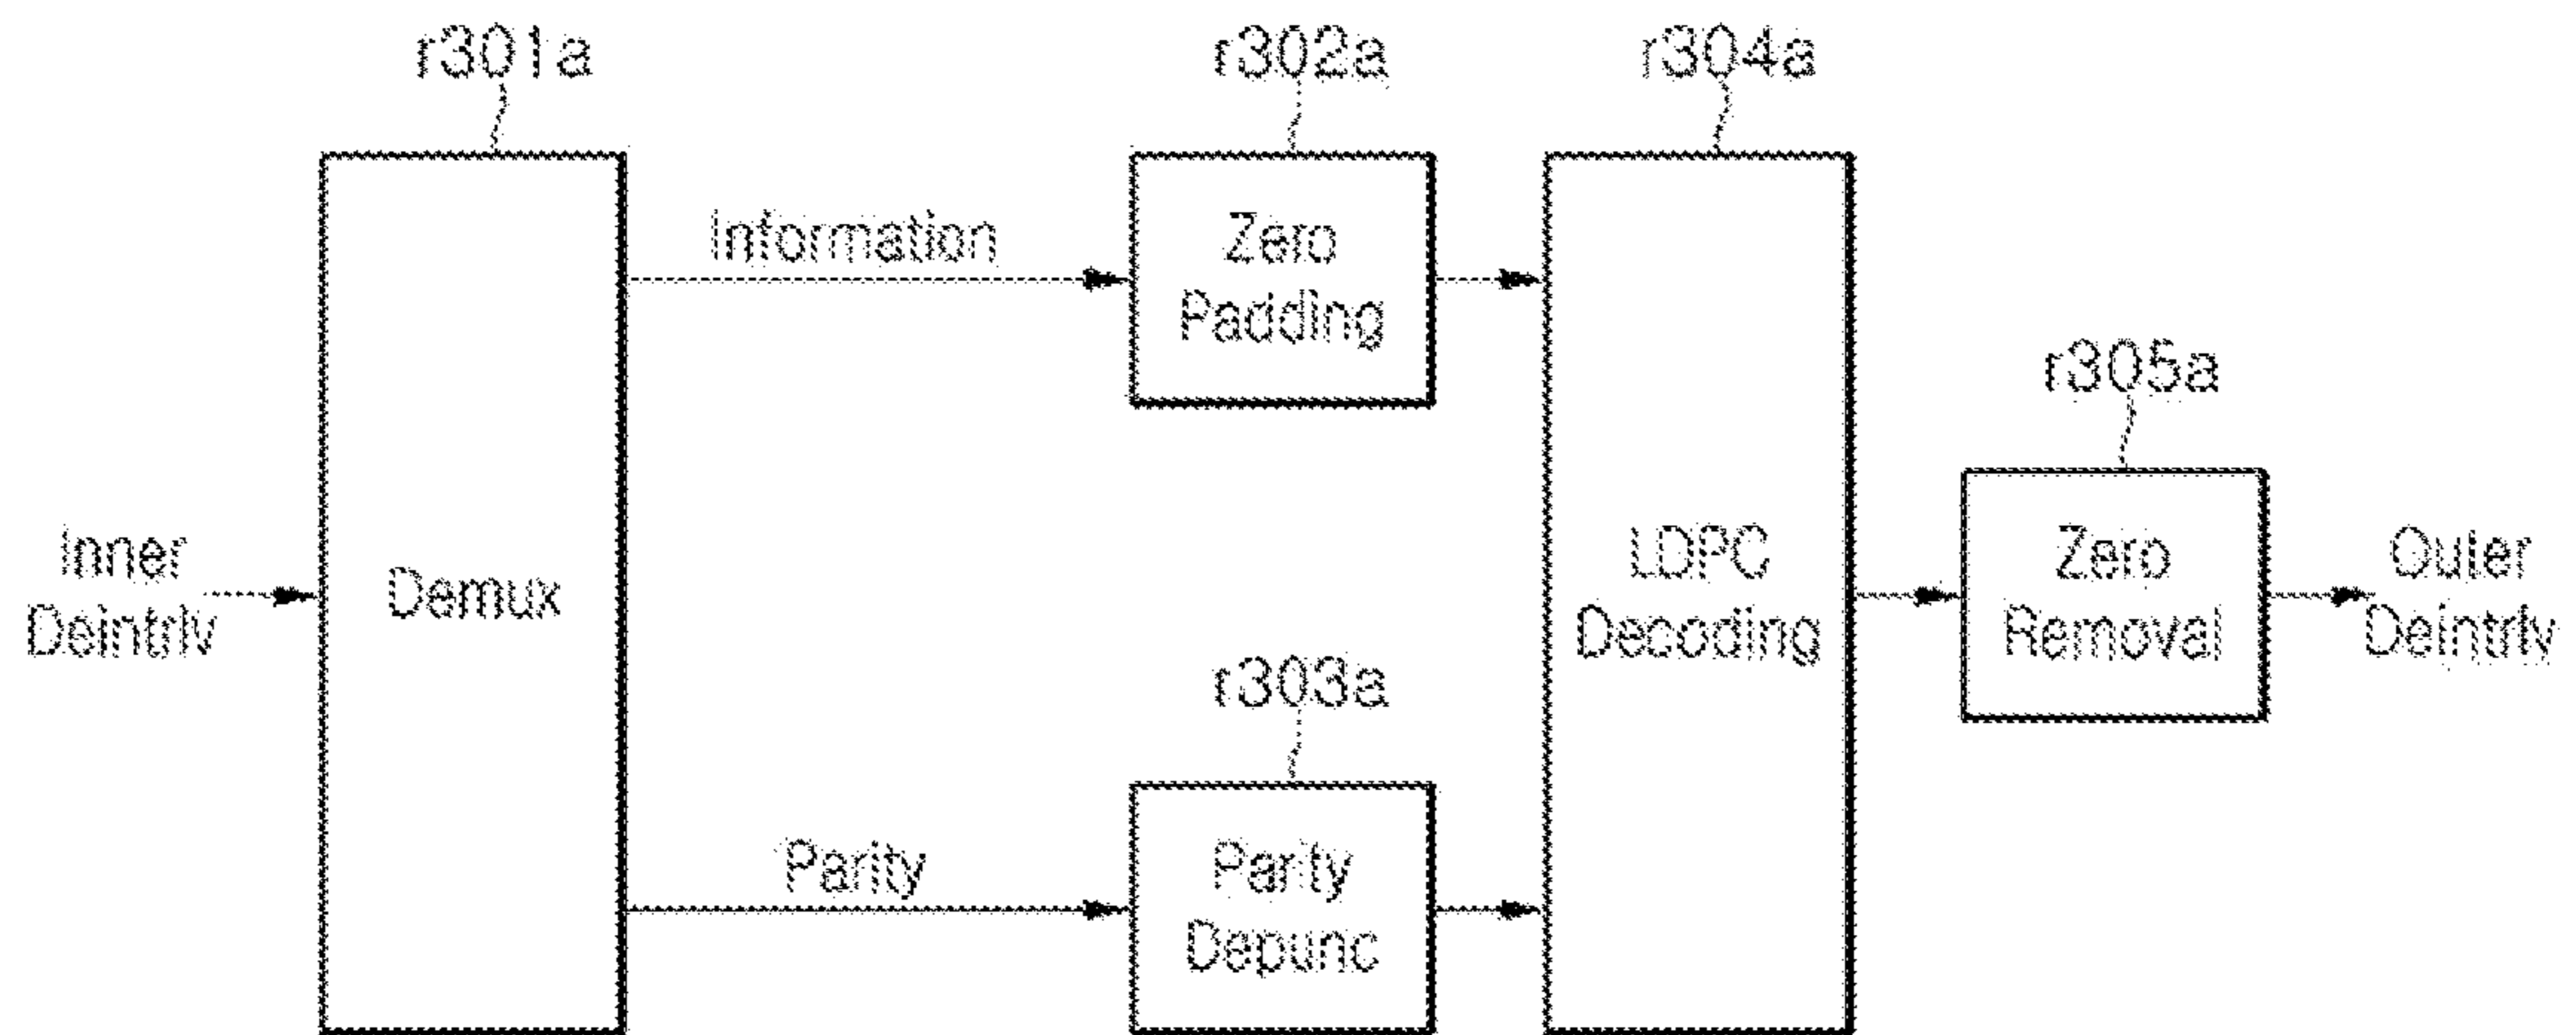 r301a
r302a
r304a
Information
Zero
Padding
r305a
Inner
Deintrlv
Demux
LDPC
Decoding
Zero
Removal
Outer
Deintrlv
r303a
Parity
Parity
Depunc